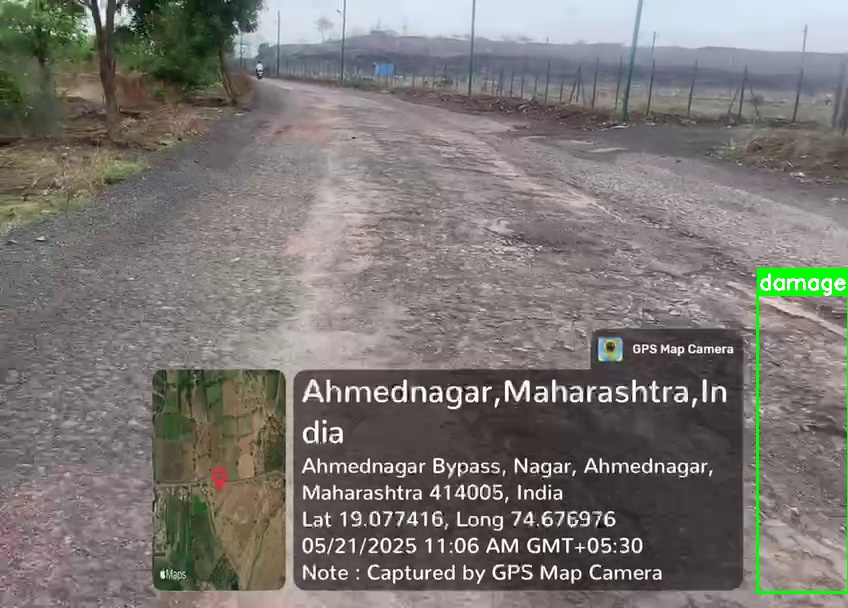 damage
GPS Map Camera
Ahmednagar,Maharashtra,In
dia
Ahmednagar Bypass, Nagar, Ahmednagar,
Maharashtra 414005, India
Lat 19.077416, Long 74.676976
05/21/2025 11:06 AM GMT+05:30
Note : Captured by GPS Map Camera
Maps